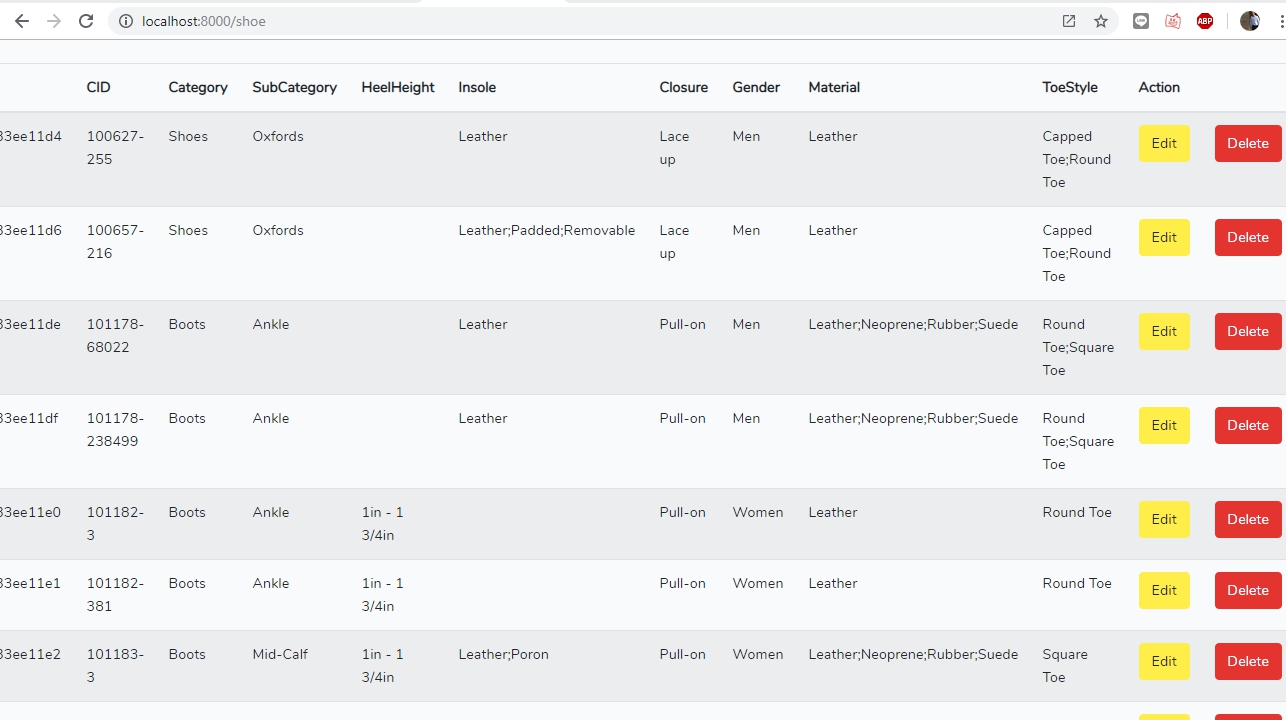 localhost:8000/shoe
ABP
CID Category SubCategory HeelHeight Insole Closure Gender Material ToeStyle Action
33ee11d4 100627- Shoes Oxfords Leather Lace Men Leather Capped Edit Delete
255 up Toe;Round
Toe
33ee11d6 100657- Shoes Oxfords Leather;Padded;Removable Lace Men Leather Capped Edit Delete
216 up Toe;Round
Toe
33ee11de 101178- Boots Ankle Leather Pull-on Men Leather;Neoprene;Rubber;Suede Round Edit Delete
68022 Toe;Square
Toe
33ee11df 101178- Boots Ankle Leather Pull-on Men Leather;Neoprene;Rubber;Suede Round Edit Delete
238499 Toe;Square
Toe
33ee11e0 101182- Boots Ankle 1in - 1 Pull-on Women Leather Round Toe Edit Delete
3 3/4in
33ee11e1 101182- Boots Ankle 1in - 1 Pull-on Women Leather Round Toe Edit Delete
381 3/4in
33ee11e2 101183- Boots Mid-Calf 1in - 1 Leather;Poron Pull-on Women Leather;Neoprene;Rubber;Suede Square Edit Delete
3 3/4in Toe